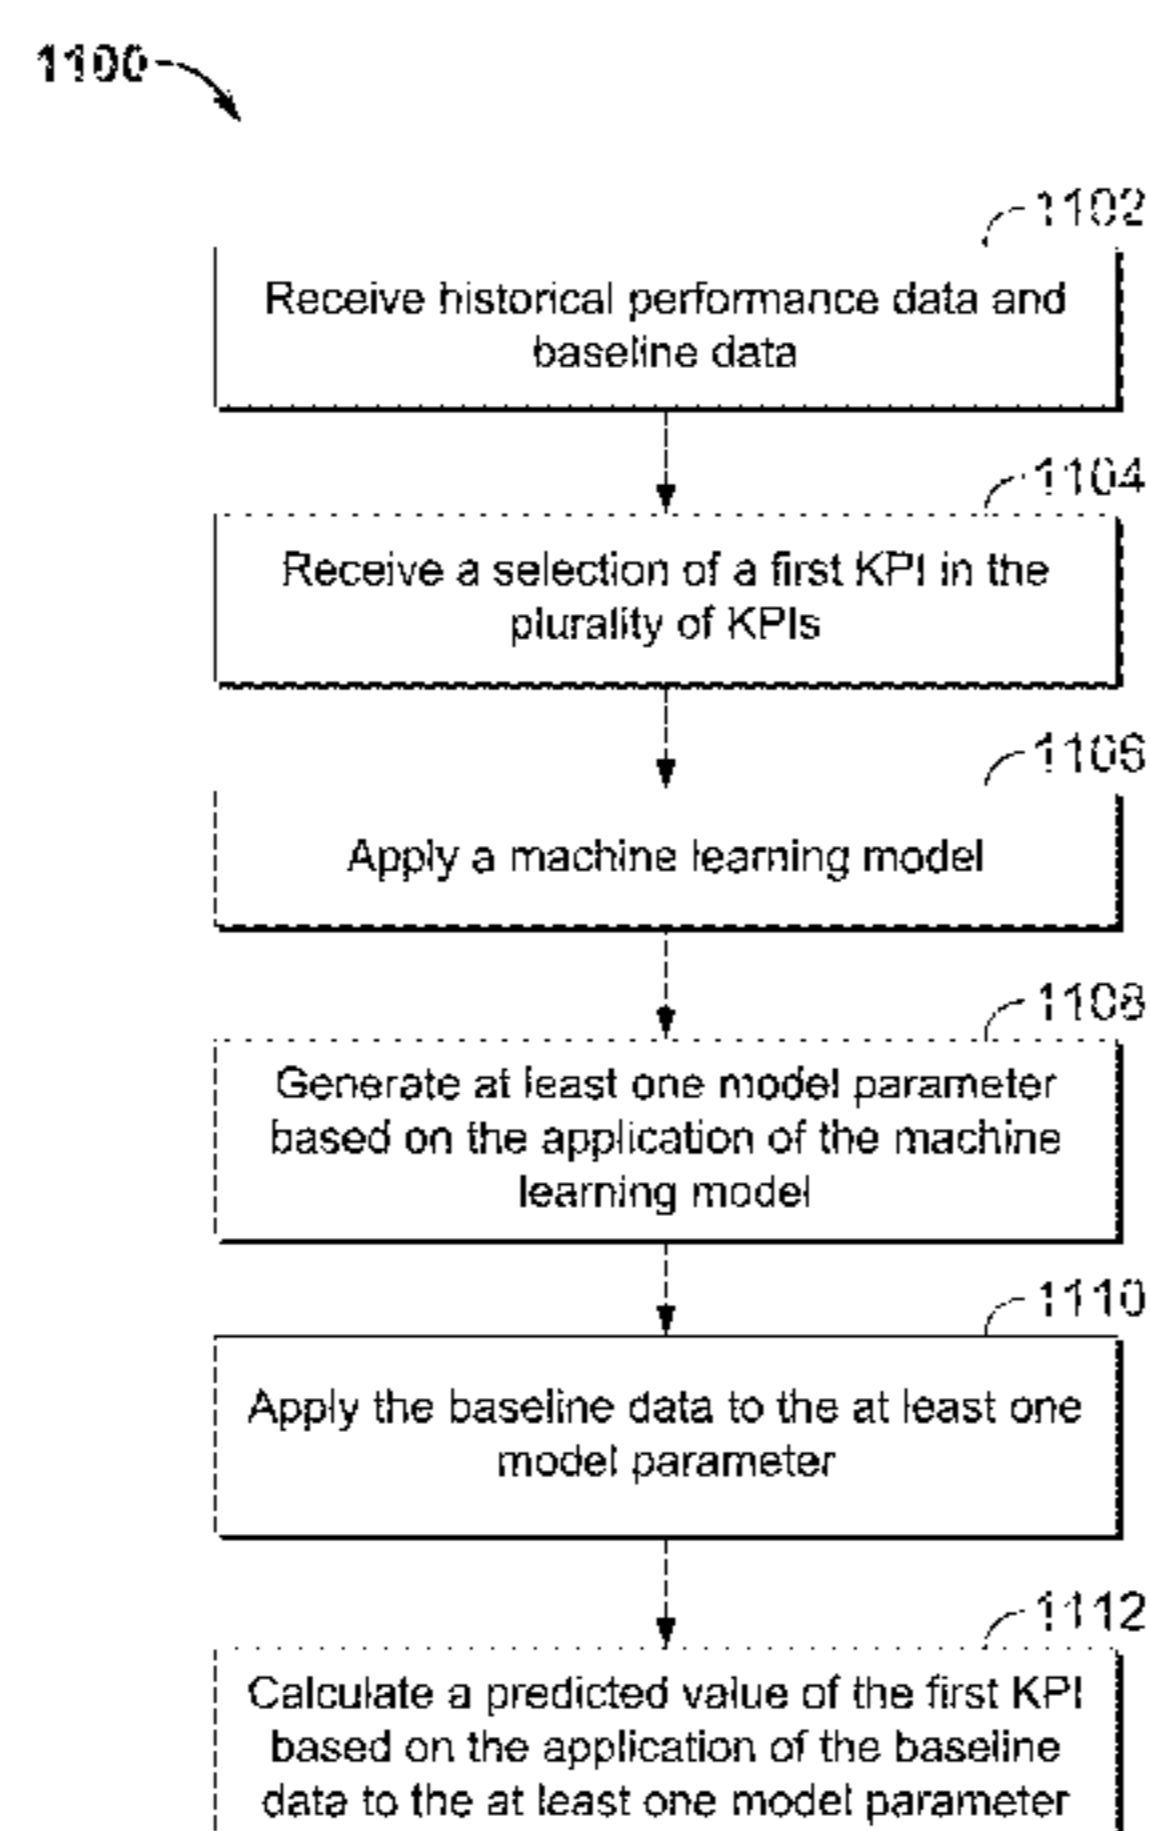 1100
1102
Receive historical performance data and
baseline data
1104
Receive a selection of a first KPI in the
plurality of KPIs
1106
Apply a machine learning model
1108
Generate at least one model parameter
based on the application of the machine
learning model
1110
Apply the baseline data to the at least one
model parameter
1112
Calculate a predicted value of the first KPI
based on the application of the baseline
data to the at least one model parameter